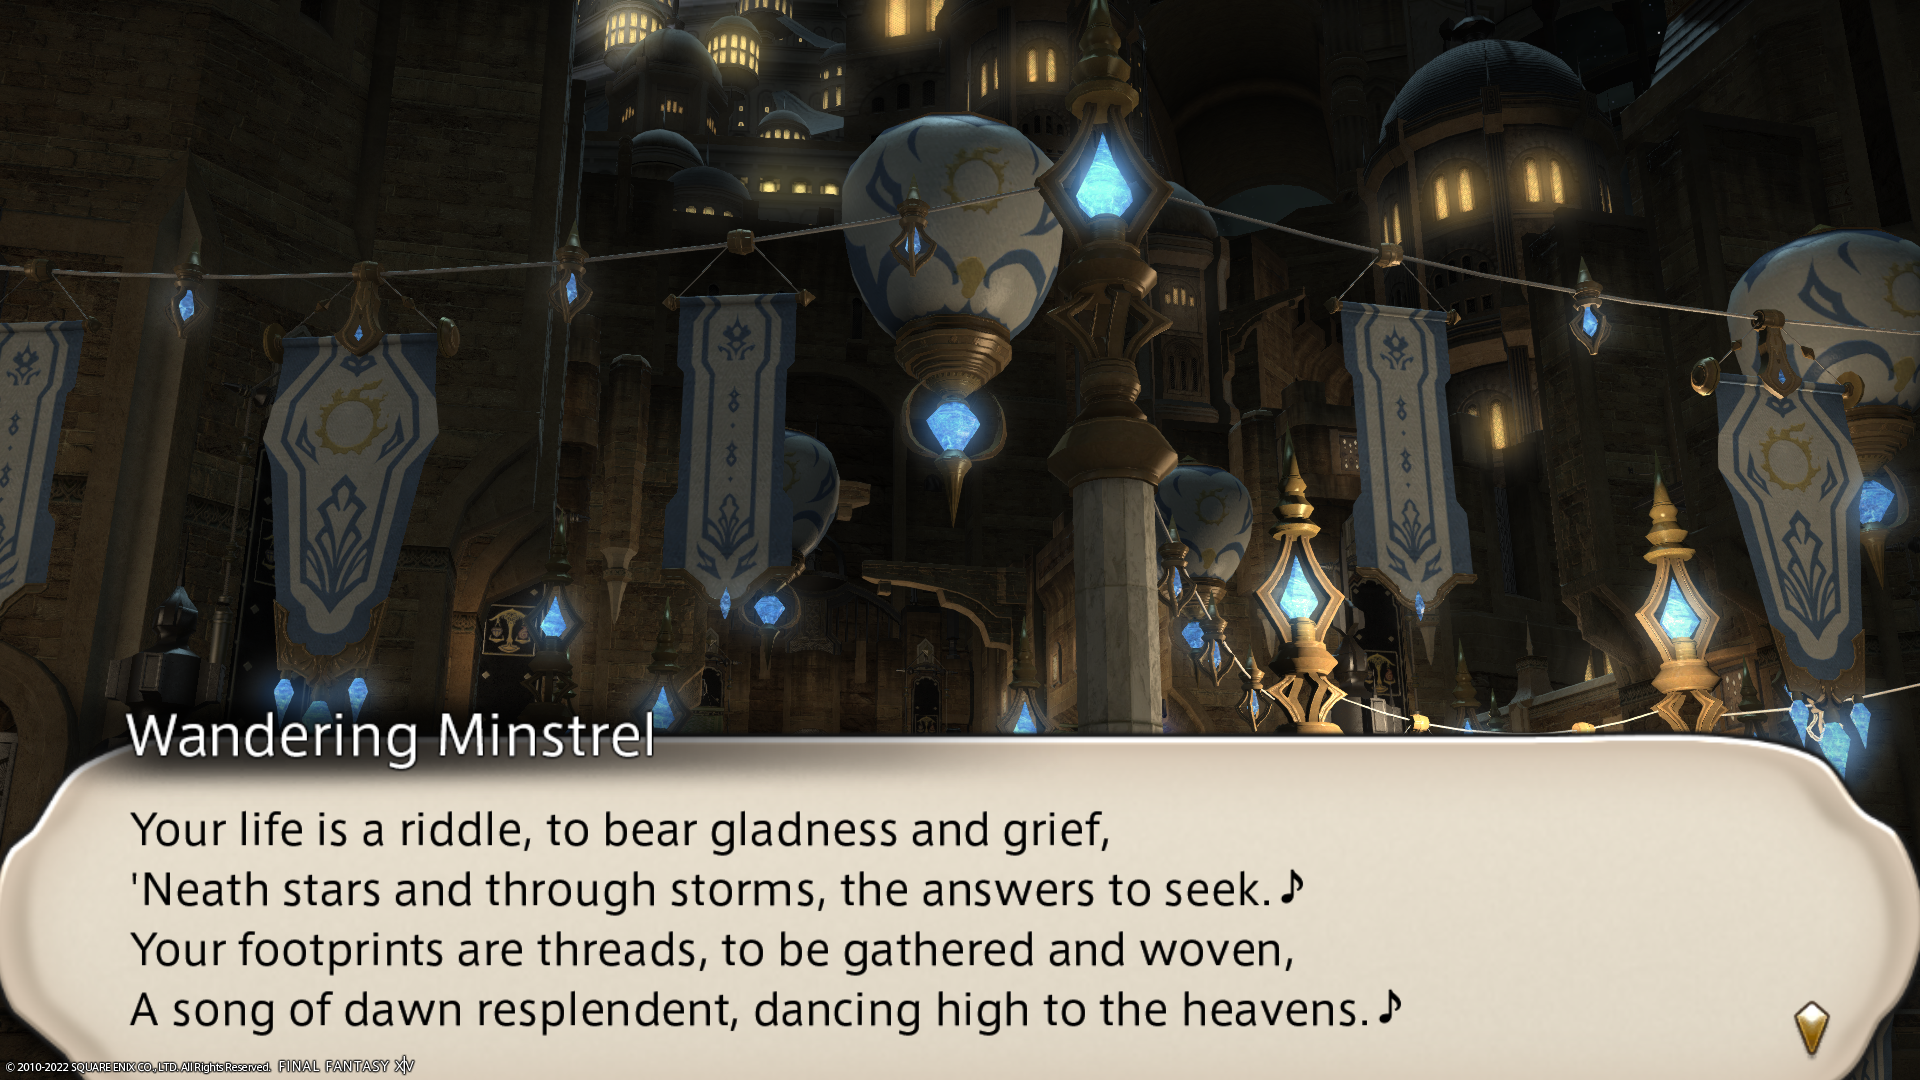 Wandering Minstrel
Your life is a riddle, to bear gladness and grief,
'Neath stars and through storms, the answers to seek.♪
Your footprints are threads, to be gathered and woven,
A song of dawn resplendent, dancing high to the heavens.♪
© 2010-2022 SQUARE ENIX CO., LTD. All Rights Reserved. FINAL FANTASY XIV